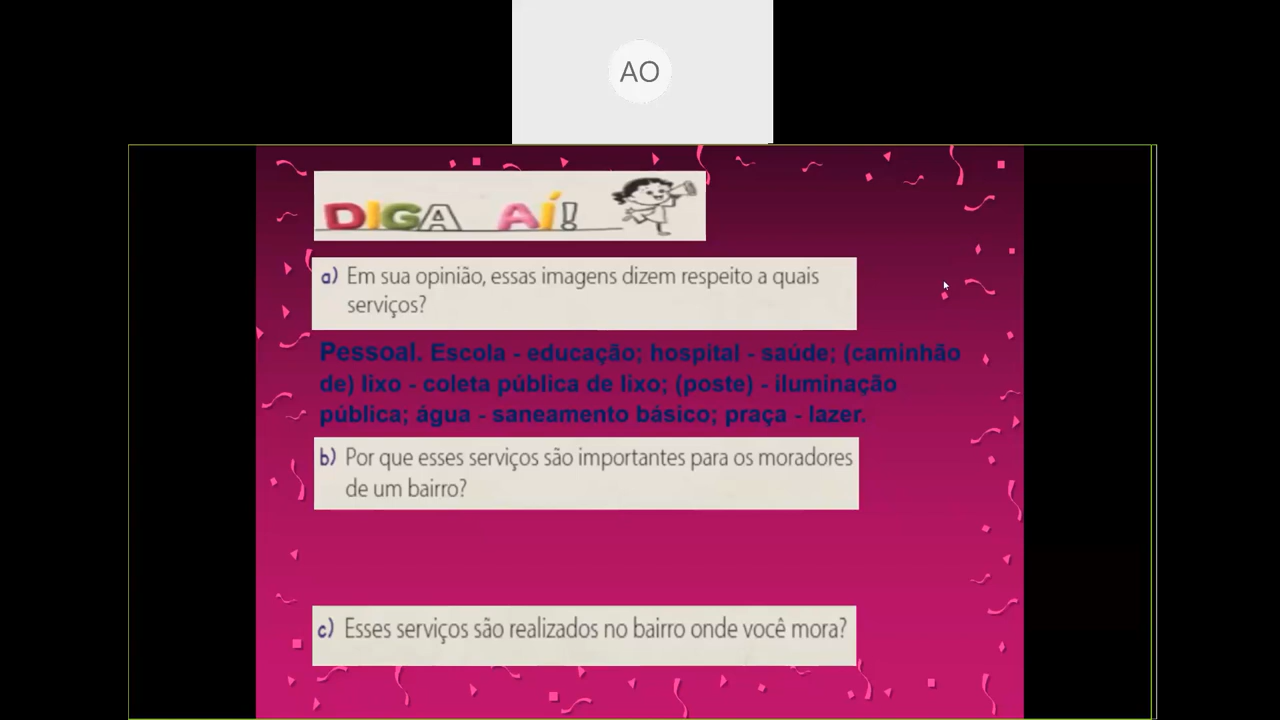 AO
DIGA AÍ!
a) Em sua opinião, essas imagens dizem respeito a quais
serviços?
Pessoal. Escola - educação; hospital - saúde; (caminhão
de) lixo - coleta pública de lixo; (poste) - iluminação
pública; água - saneamento básico; praça - lazer.
b) Por que esses serviços são importantes para os moradores
de um bairro?
c) Esses serviços são realizados no bairro onde você mora?